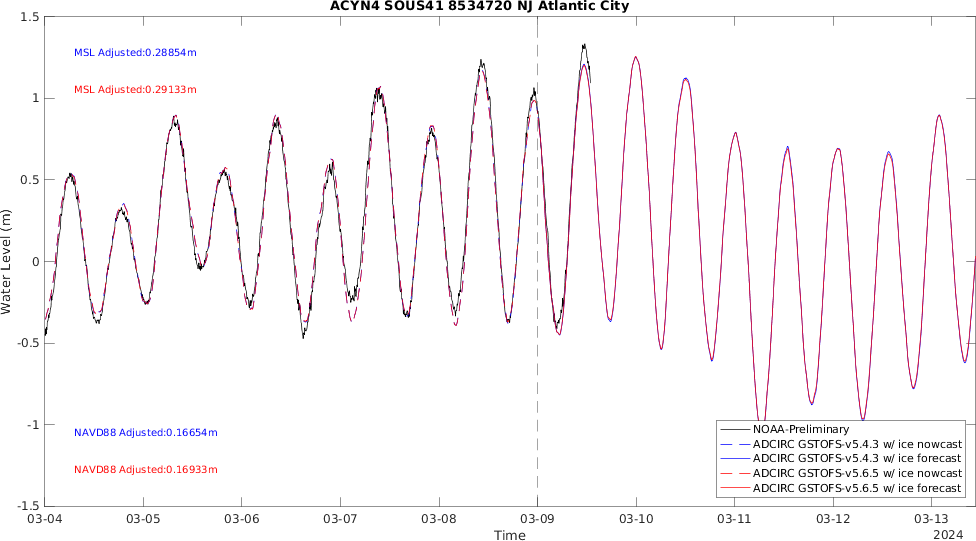 ACYN4 SOUS41 8534720 NJ Atlantic City
1.5
MSL Adjusted:0.28854m
MSL Adjusted:0.29133m
1
0.5
0
-0.5
-1
-1.5
Water Level (m)
NAVD88 Adjusted:0.16654m
NAVD88 Adjusted:0.16933m
NOAA-Preliminary
ADCIRC GSTOFS-v5.4.3 w/ ice nowcast
ADCIRC GSTOFS-v5.4.3 w/ ice forecast
ADCIRC GSTOFS-v5.6.5 w/ ice nowcast
ADCIRC GSTOFS-v5.6.5 w/ ice forecast
03-04 03-05 03-06 03-07 03-08 03-09 03-10 03-11 03-12 03-13
Time
2024